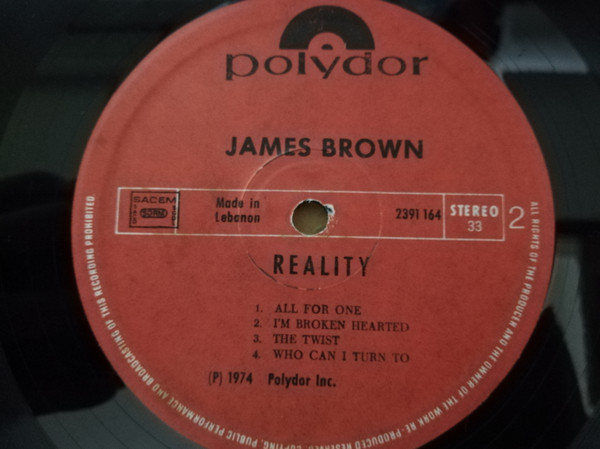 polydor
JAMES BROWN
SACEM
Made in
Lebanon
2391 164
STEREO
33
2
REALITY
1. ALL FOR ONE
2. I'M BROKEN HEARTED
3. THE TWIST
4. WHO CAN I TURN TO
(P) 1974 Polydor Inc.
ALL RIGHTS OF THE PRODUCER AND THE OWNER OF THE WORK RE-PRODUCED RESERVED. COPYING, PUBLIC PERFORMANCE AND BROADCASTING OF THIS RECORDING PROHIBITED.